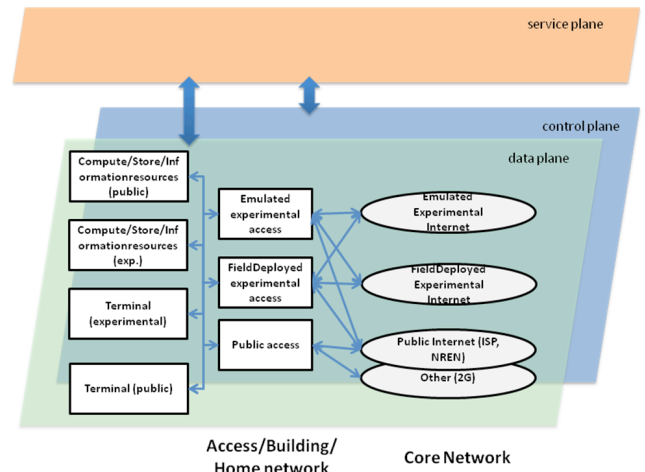 service plane
control plane
data plane
Compute/Store/Inf
ormationresources
(public)
Compute/Store/Inf
ormationresources
(exp.)
Terminal
(experimental)
Terminal (public)
Emulated
experimental
access
FieldDeployed
experimental
access
Public access
Emulated
Experimental
Internet
FieldDeployed
Experimental
Internet
Public Internet (ISP,
NREN)
Other (2G)
Access/Building/
Home network
Core Network